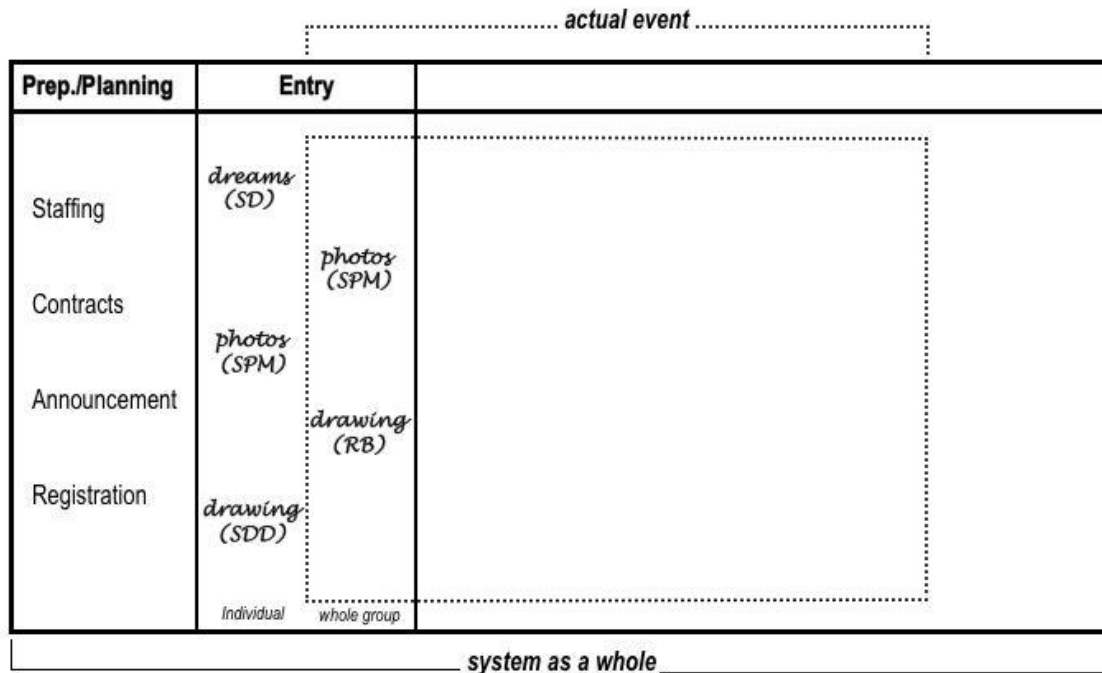 actual event
Prep./Planning
Entry
Staffing
Contracts
Announcement
Registration
dreams
(SD)
photos
(SPM)
drawing
(SDD)
Individual
photos
(SPM)
drawing
(RB)
whole group
system as a whole